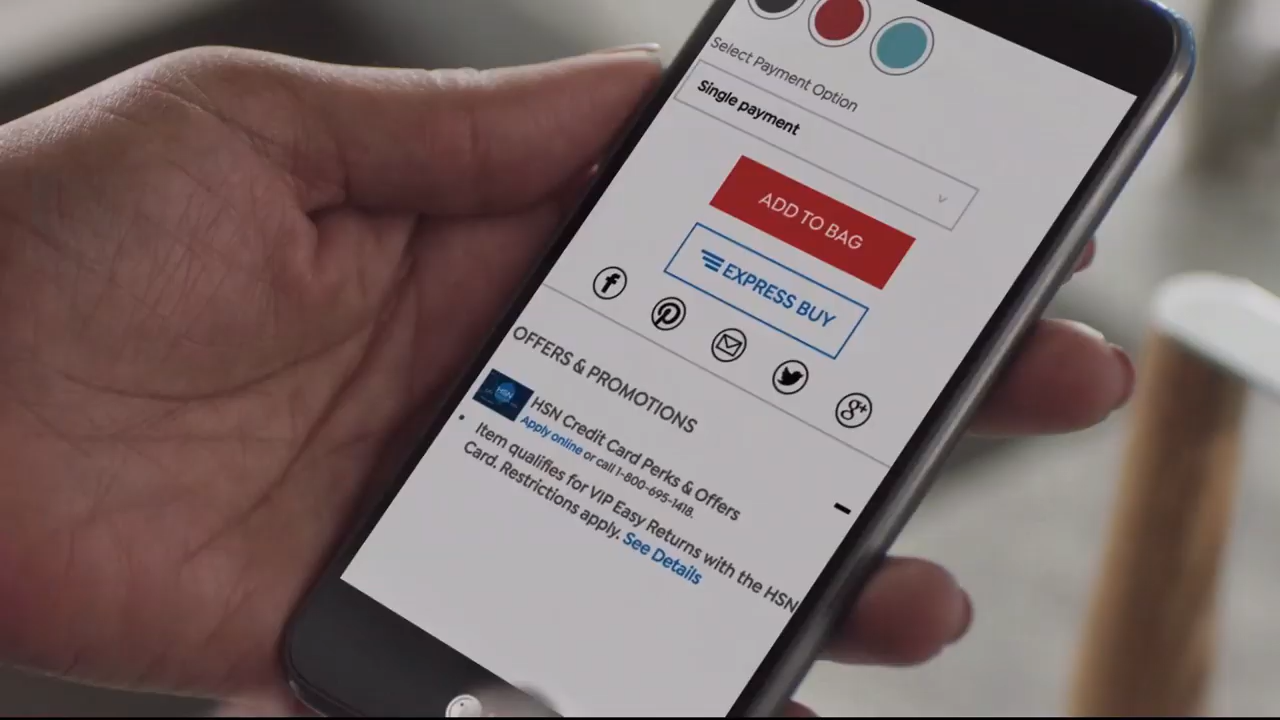 Select Payment Option
Single payment
ADD TO BAG
EXPRESS BUY
OFFERS & PROMOTIONS
HSN
HSN Credit Card Perks & Offers
Apply online or call 1-800-695-1418.
Item qualifies for VIP Easy Returns with the HSN
Card. Restrictions apply. See Details